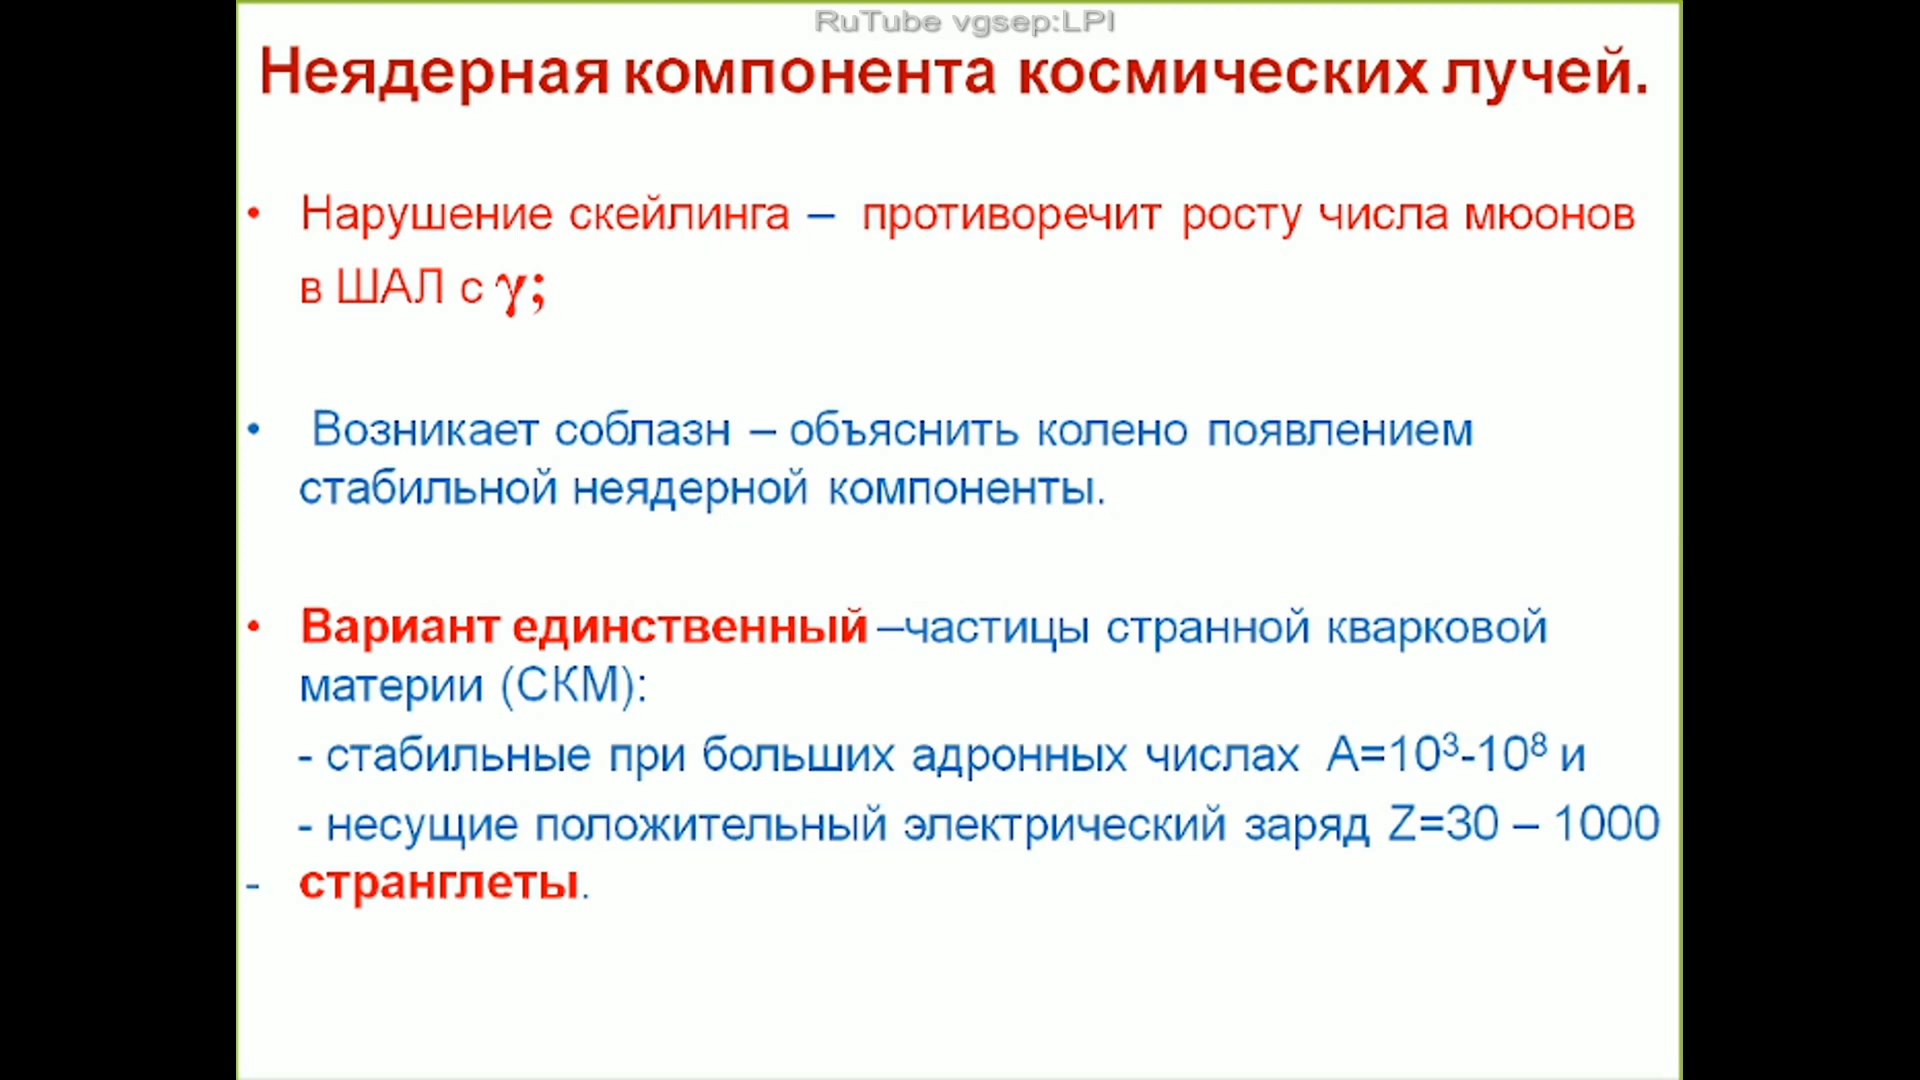 RuTube vgsep:LPI
Неядерная компонента космических лучей.
• Нарушение скейлинга – противоречит росту числа мюонов
в ШАЛ с γ;
• Возникает соблазн – объяснить колено появлением
стабильной неядерной компоненты.
• Вариант единственный –частицы странной кварковой
материи (СКМ):
- стабильные при больших адронных числах А=10³-10⁸ и
- несущие положительный электрический заряд Z=30 – 1000
- странглеты.